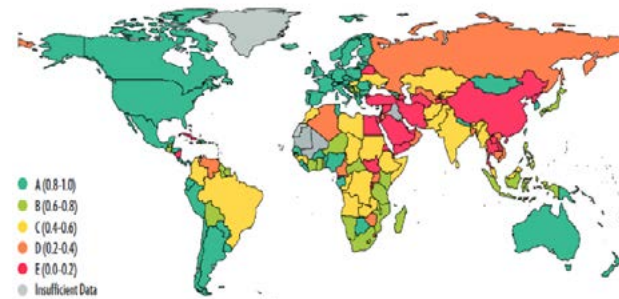 A (0.8-1.0)
B (0.6-0.8)
C (0.4-0.6)
D (0.2-0.4)
E (0.0-0.2)
Insufficient Data